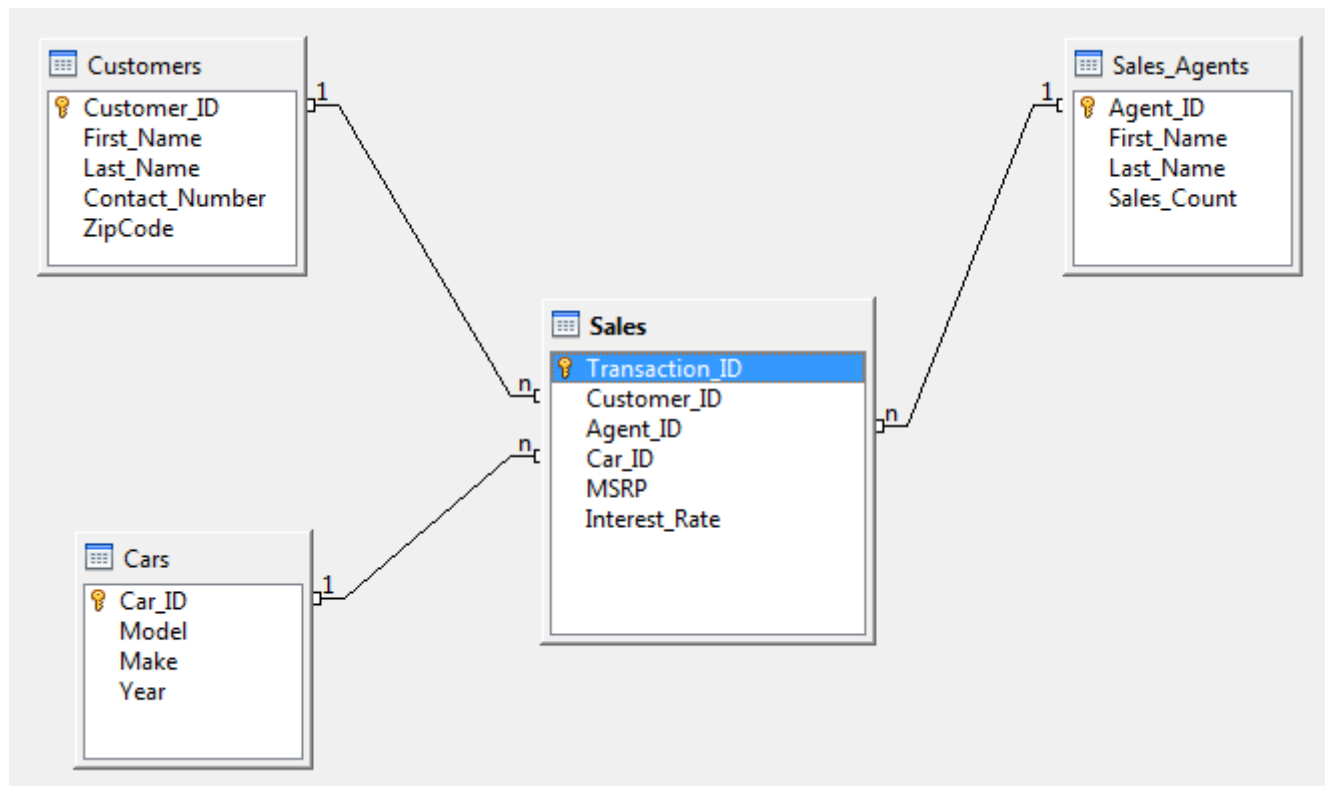 Customers
Customer_ID
First_Name
Last_Name
Contact_Number
ZipCode
1
Sales_Agents
Agent_ID
First_Name
Last_Name
Sales_Count
1
Sales
Transaction_ID
Customer_ID
Agent_ID
Car_ID
MSRP
Interest_Rate
n
n
n
Cars
Car_ID
Model
Make
Year
1